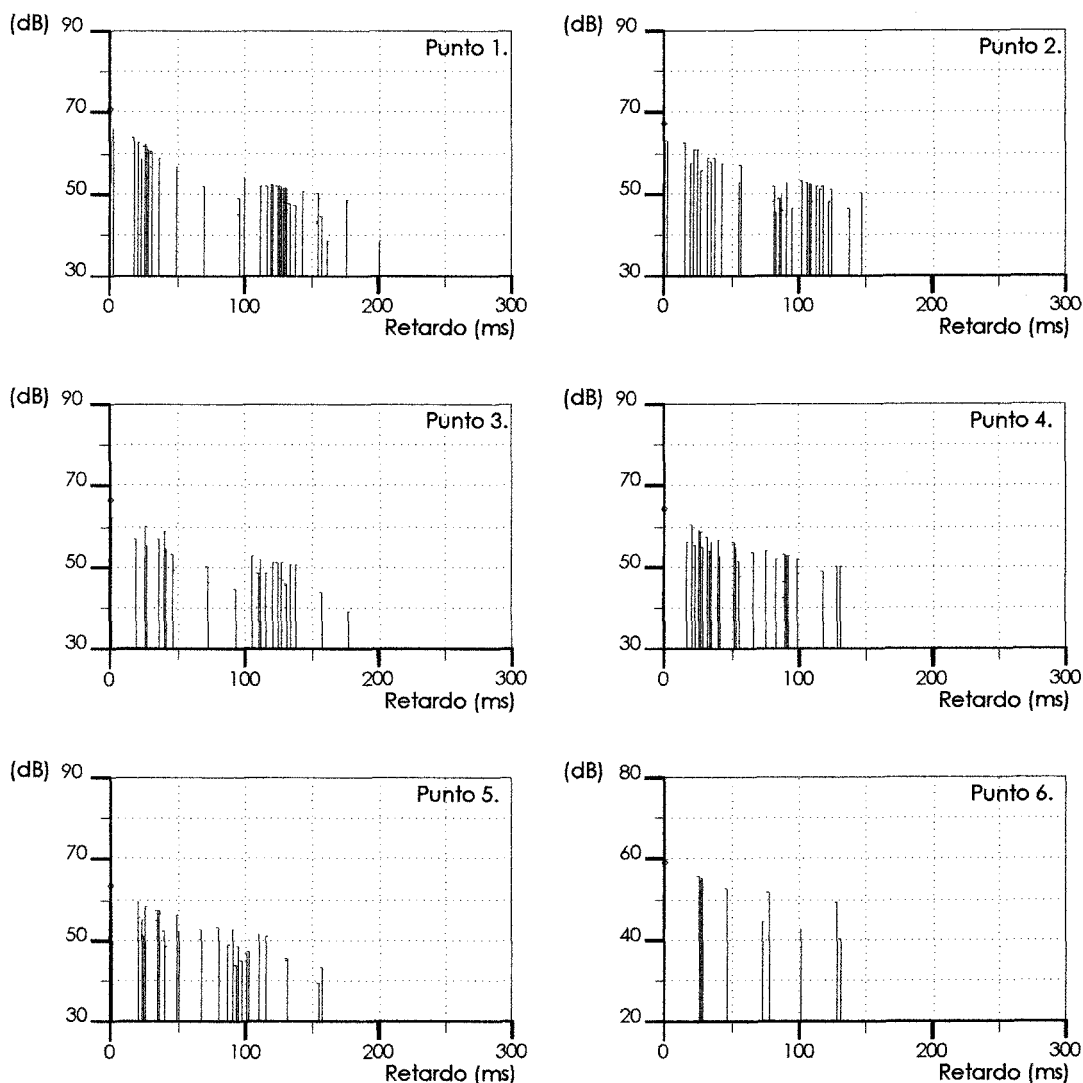 (dB) 90
Punto 1.
70
50
30
0 100 200 300
Retardo (ms)
(dB) 90
Punto 2.
70
50
30
0 100 200 300
Retardo (ms)
(dB) 90
Punto 3.
70
50
30
0 100 200 300
Retardo (ms)
(dB) 90
Punto 4.
70
50
30
0 100 200 300
Retardo (ms)
(dB) 90
Punto 5.
70
50
30
0 100 200 300
Retardo (ms)
(dB) 80
Punto 6.
60
40
20
0 100 200 300
Retardo (ms)